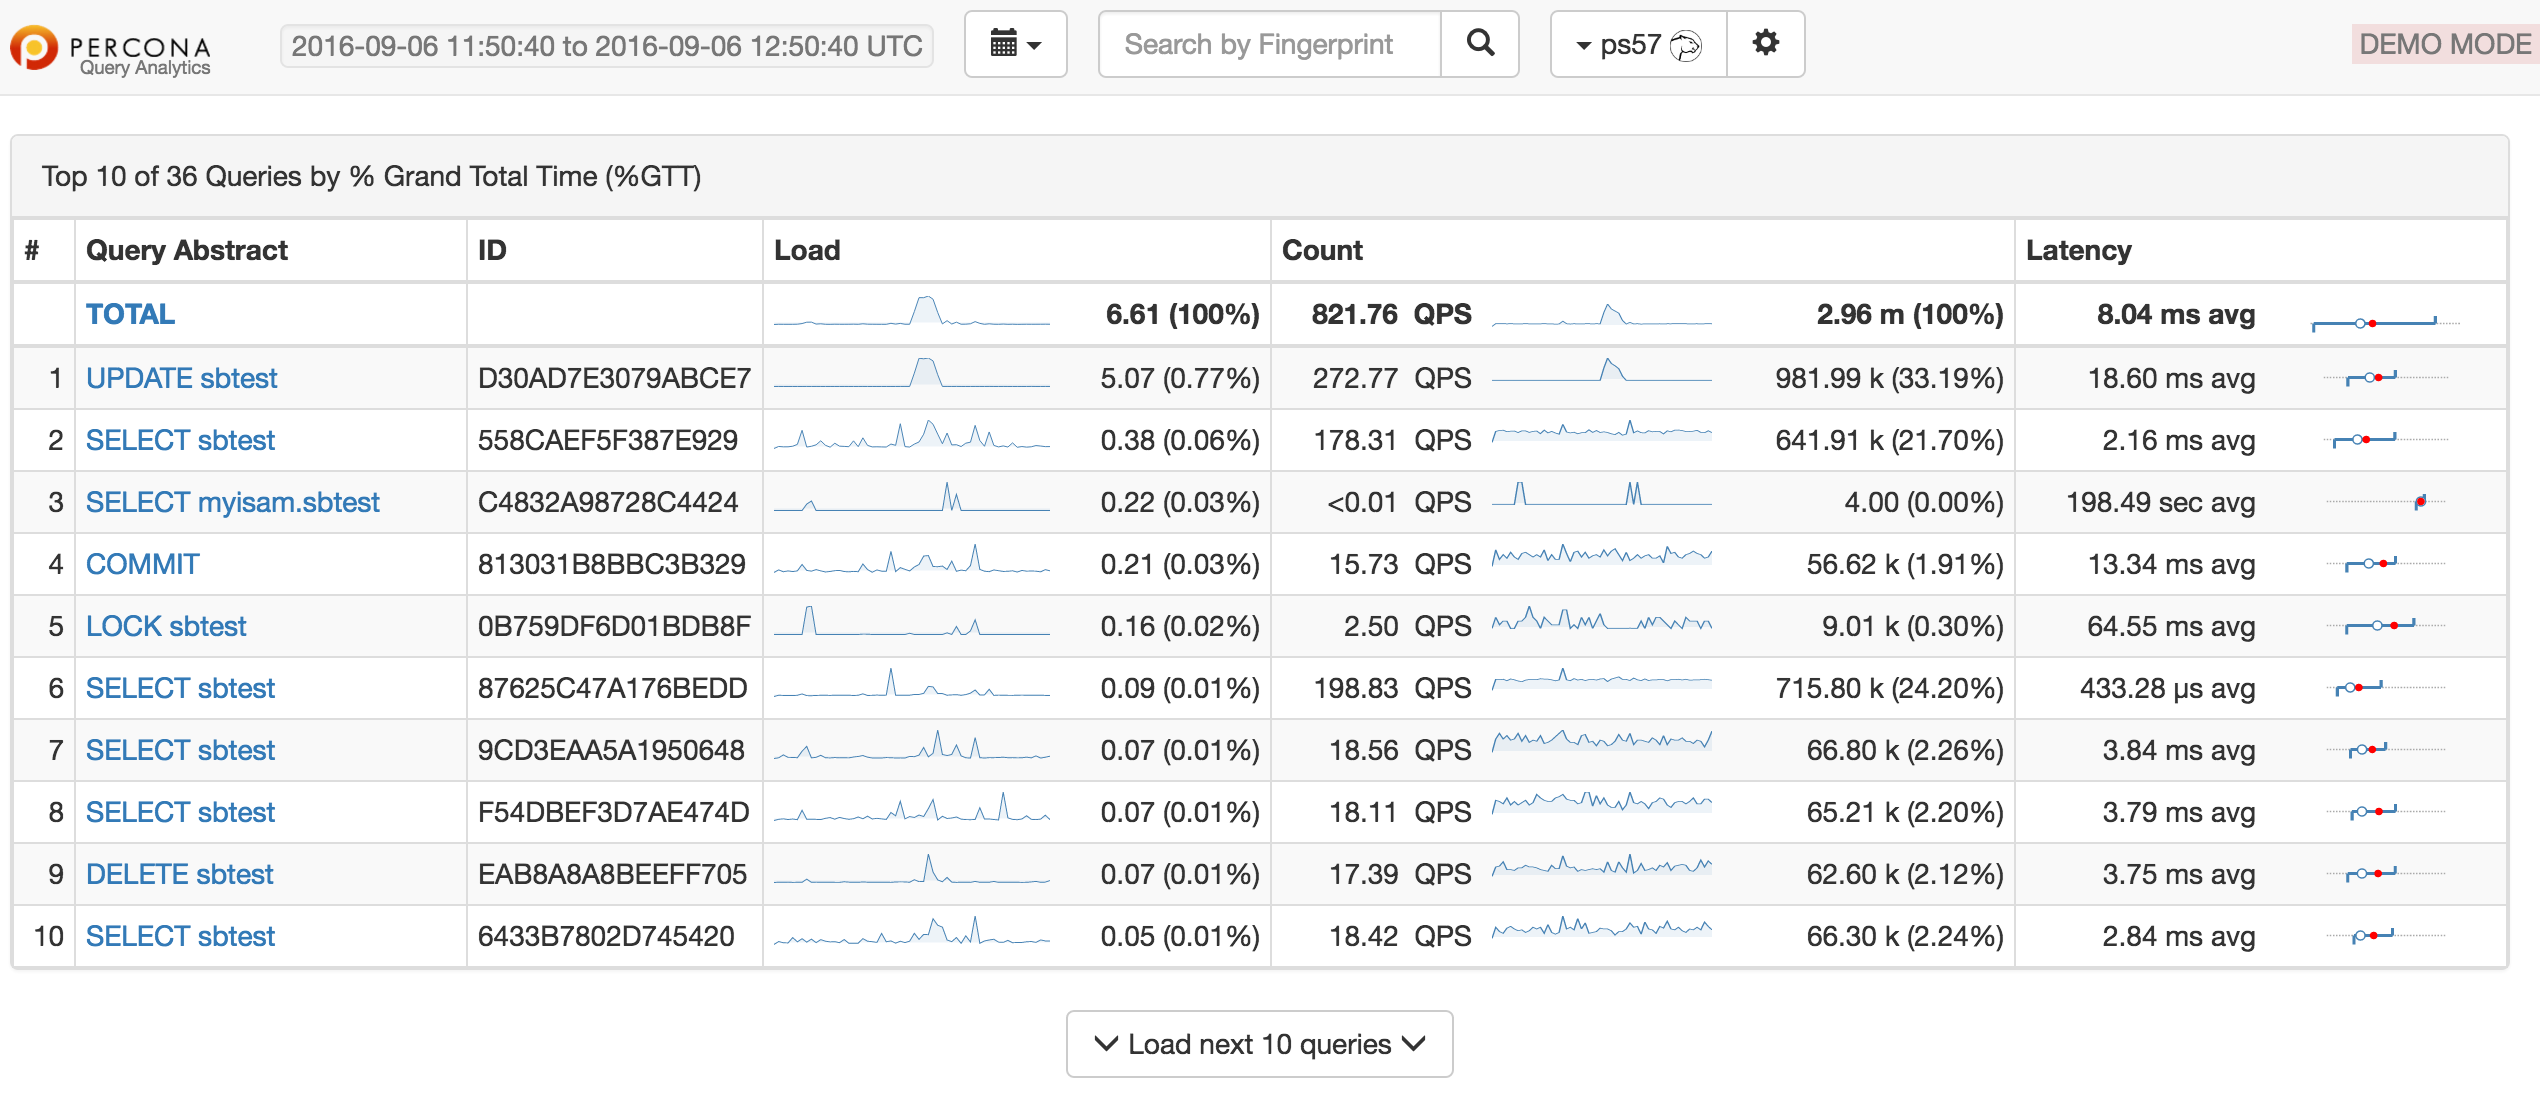 PERCONA
Query Analytics
2016-09-06 11:50:40 to 2016-09-06 12:50:40 UTC
Search by Fingerprint
ps57
DEMO MODE
Top 10 of 36 Queries by % Grand Total Time (%GTT)
# Query Abstract ID Load Count Latency
TOTAL 6.61 (100%) 821.76 QPS 2.96 m (100%) 8.04 ms avg
1 UPDATE sbtest D30AD7E3079ABCE7 5.07 (0.77%) 272.77 QPS 981.99 k (33.19%) 18.60 ms avg
2 SELECT sbtest 558CAEF5F387E929 0.38 (0.06%) 178.31 QPS 641.91 k (21.70%) 2.16 ms avg
3 SELECT myisam.sbtest C4832A98728C4424 0.22 (0.03%) <0.01 QPS 4.00 (0.00%) 198.49 sec avg
4 COMMIT 813031B8BBC3B329 0.21 (0.03%) 15.73 QPS 56.62 k (1.91%) 13.34 ms avg
5 LOCK sbtest 0B759DF6D01BDB8F 0.16 (0.02%) 2.50 QPS 9.01 k (0.30%) 64.55 ms avg
6 SELECT sbtest 87625C47A176BEDD 0.09 (0.01%) 198.83 QPS 715.80 k (24.20%) 433.28 µs avg
7 SELECT sbtest 9CD3EAA5A1950648 0.07 (0.01%) 18.56 QPS 66.80 k (2.26%) 3.84 ms avg
8 SELECT sbtest F54DBEF3D7AE474D 0.07 (0.01%) 18.11 QPS 65.21 k (2.20%) 3.79 ms avg
9 DELETE sbtest EAB8A8A8BEEFF705 0.07 (0.01%) 17.39 QPS 62.60 k (2.12%) 3.75 ms avg
10 SELECT sbtest 6433B7802D745420 0.05 (0.01%) 18.42 QPS 66.30 k (2.24%) 2.84 ms avg
Load next 10 queries